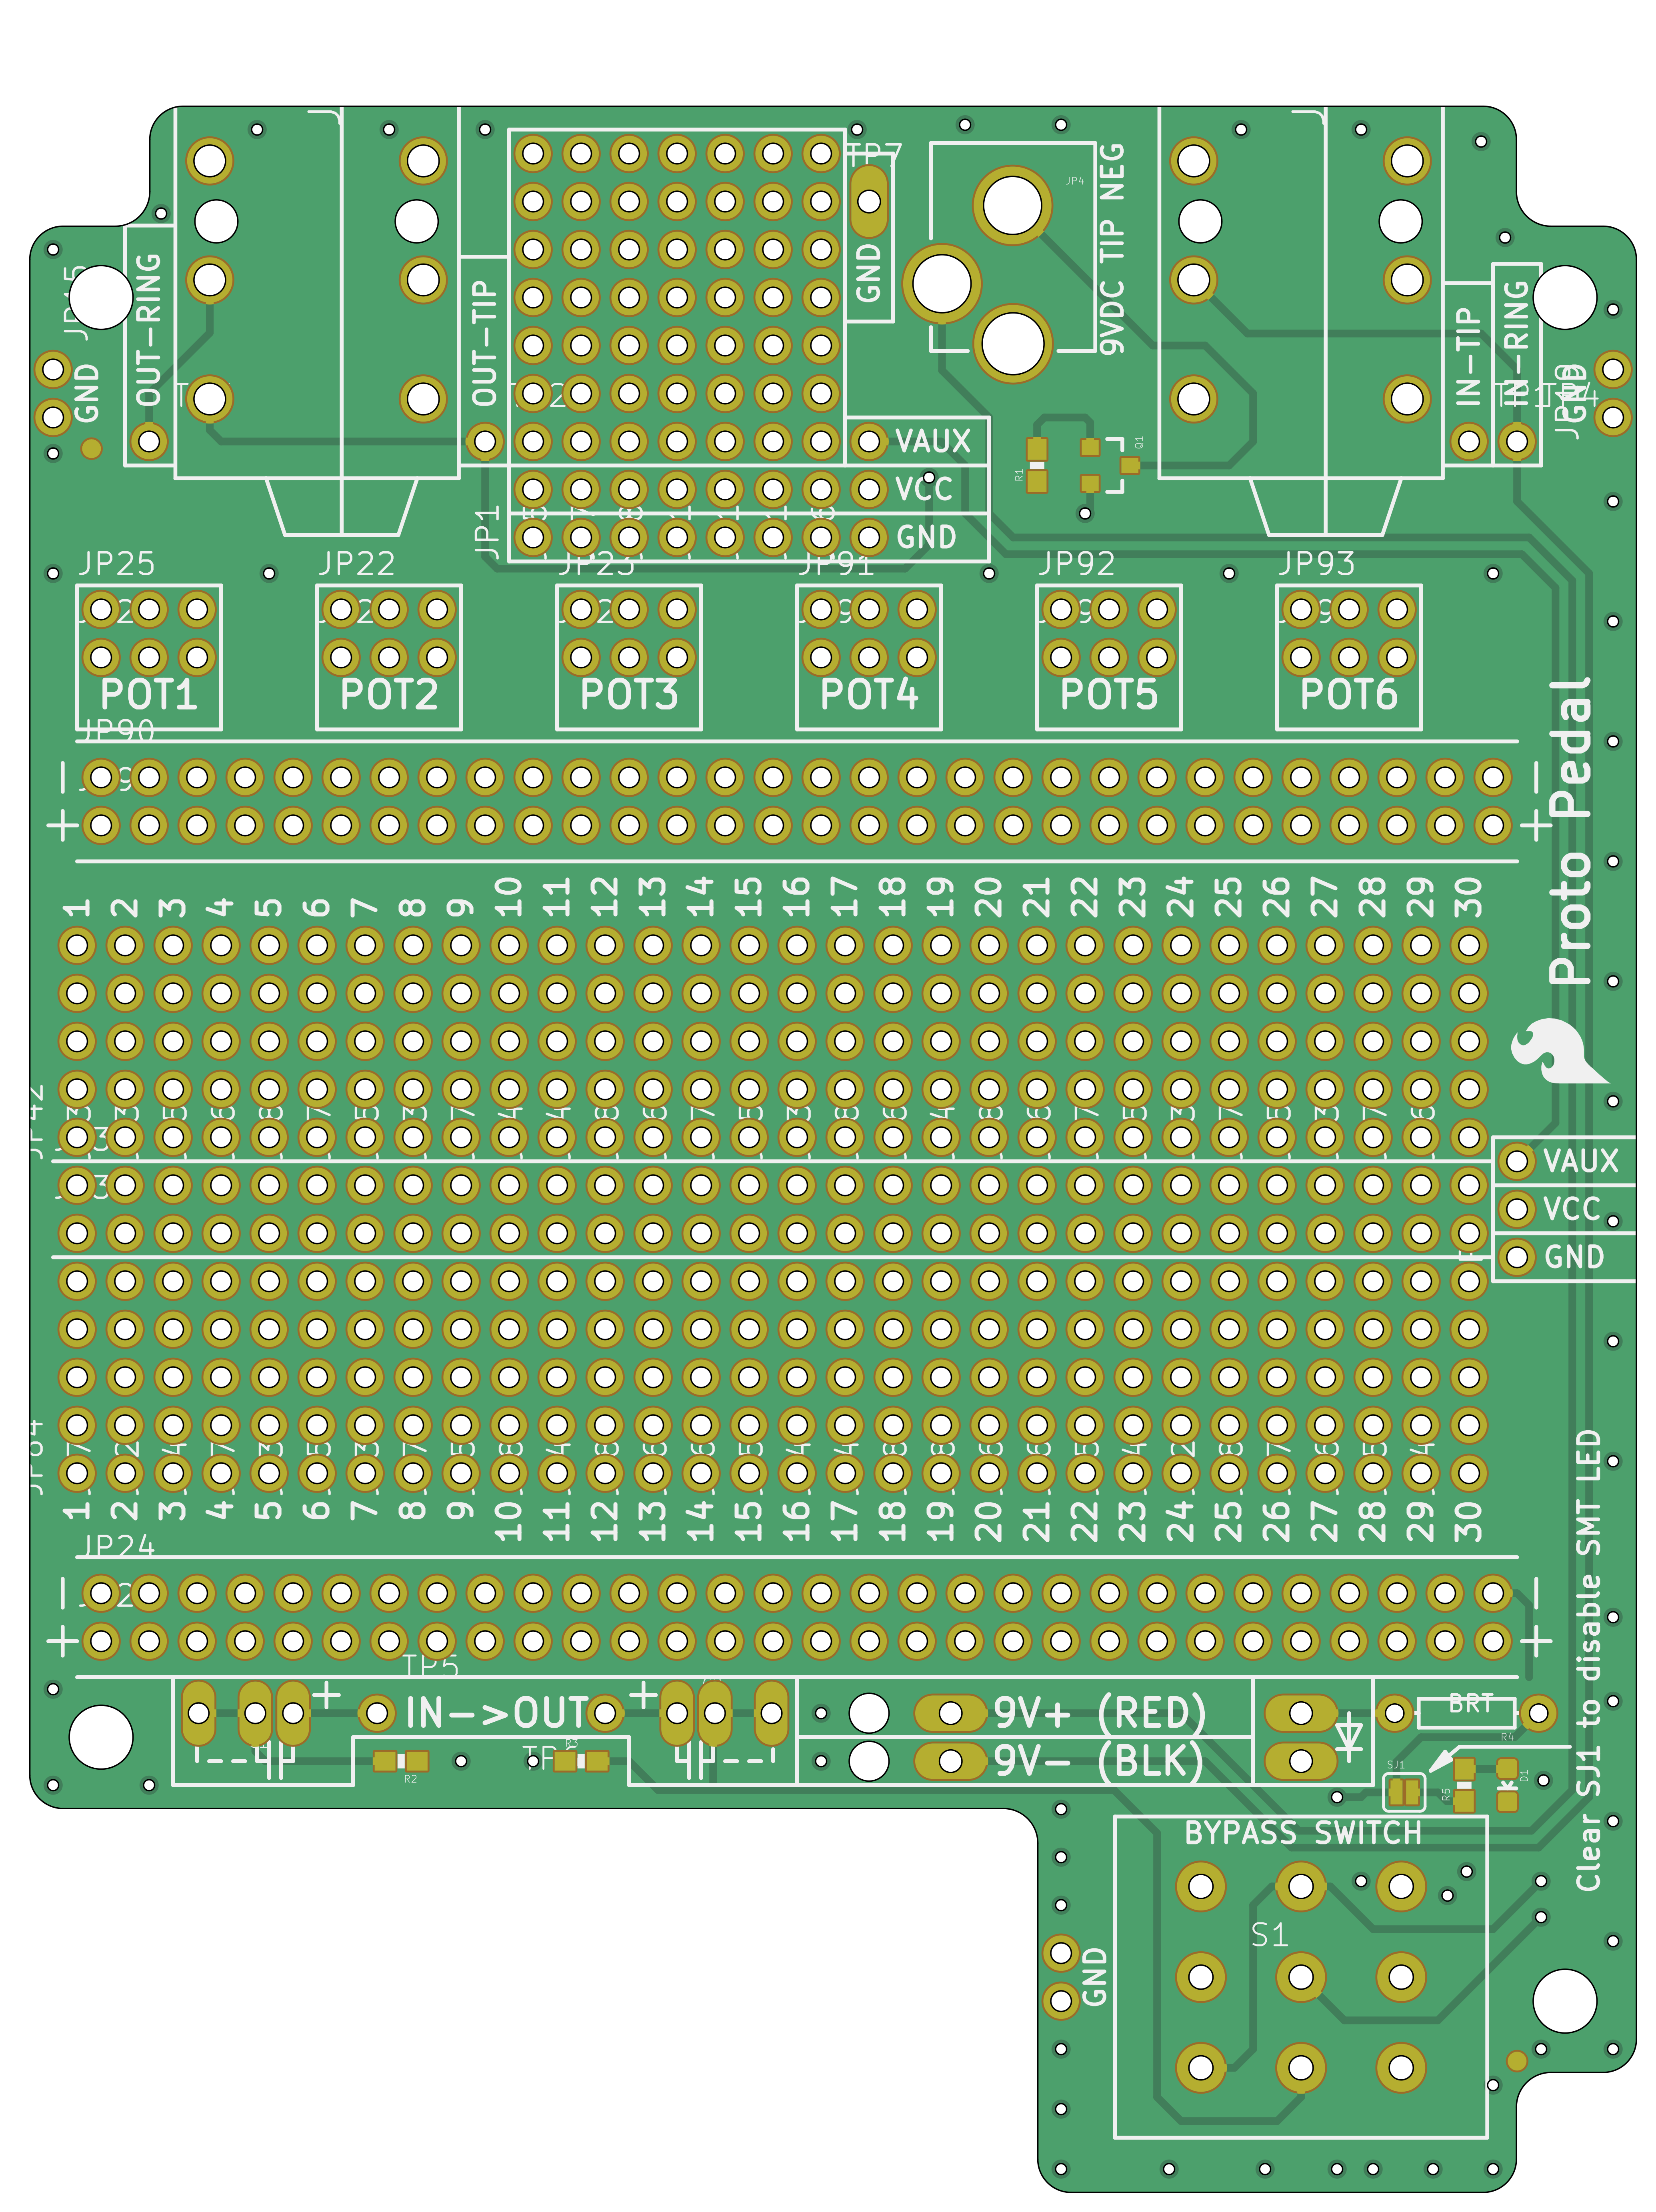 TP7
JP4
9VDC TIP NEG
GND
OUT-RING
OUT-TIP
IN-TIP
IN-RING
GND
VAUX
VCC
GND
R1
Q1
JP1
JP25
JP22
JP23
JP91
JP92
JP93
POT1
POT2
POT3
POT4
POT5
POT6
JP90
-
-
+
+
Proto Pedal
1 2 3 4 5 6 7 8 9 10 11 12 13 14 15 16 17 18 19 20 21 22 23 24 25 26 27 28 29 30
JP42
VAUX
VCC
GND
1 2 3 4 5 6 7 8 9 10 11 12 13 14 15 16 17 18 19 20 21 22 23 24 25 26 27 28 29 30
JP24
-
-
+
+
Clear SJ1 to disable SMT LED
TP5
+
IN->OUT
+
9V+ (RED)
9V- (BLK)
BRT
R4
R2
R3
SJ1
R5
D1
BYPASS SWITCH
S1
GND